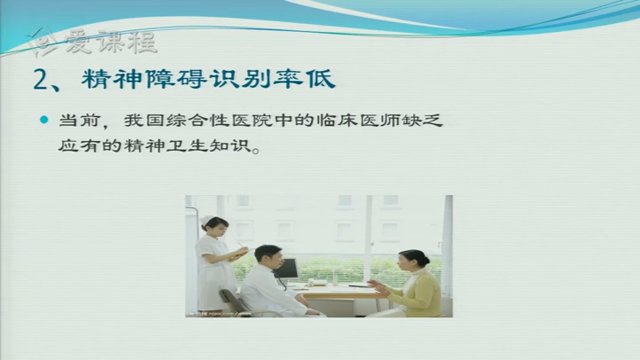 爱课程
2、精神障碍识别率低
当前，我国综合性医院中的临床医师缺乏
应有的精神卫生知识。